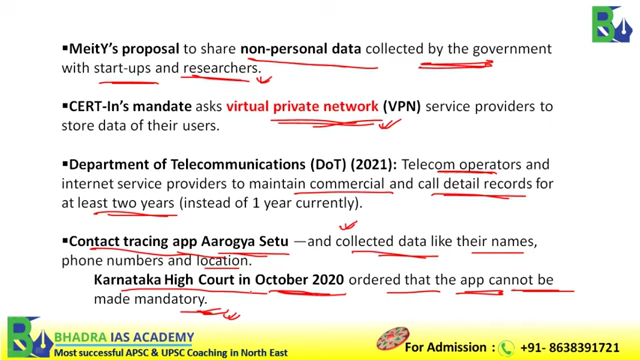 ▪MeitY's proposal to share non-personal data collected by the government
with start-ups and researchers.
▪CERT-In's mandate asks virtual private network (VPN) service providers to
store data of their users.
▪Department of Telecommunications (DoT) (2021): Telecom operators and
internet service providers to maintain commercial and call detail records for
at least two years (instead of 1 year currently).
▪Contact tracing app Aarogya Setu —and collected data like their names,
phone numbers and location.
Karnataka High Court in October 2020 ordered that the app cannot be
made mandatory.
BHADRA IAS ACADEMY
Most successful APSC & UPSC Coaching in North East
For Admission : +91- 8638391721